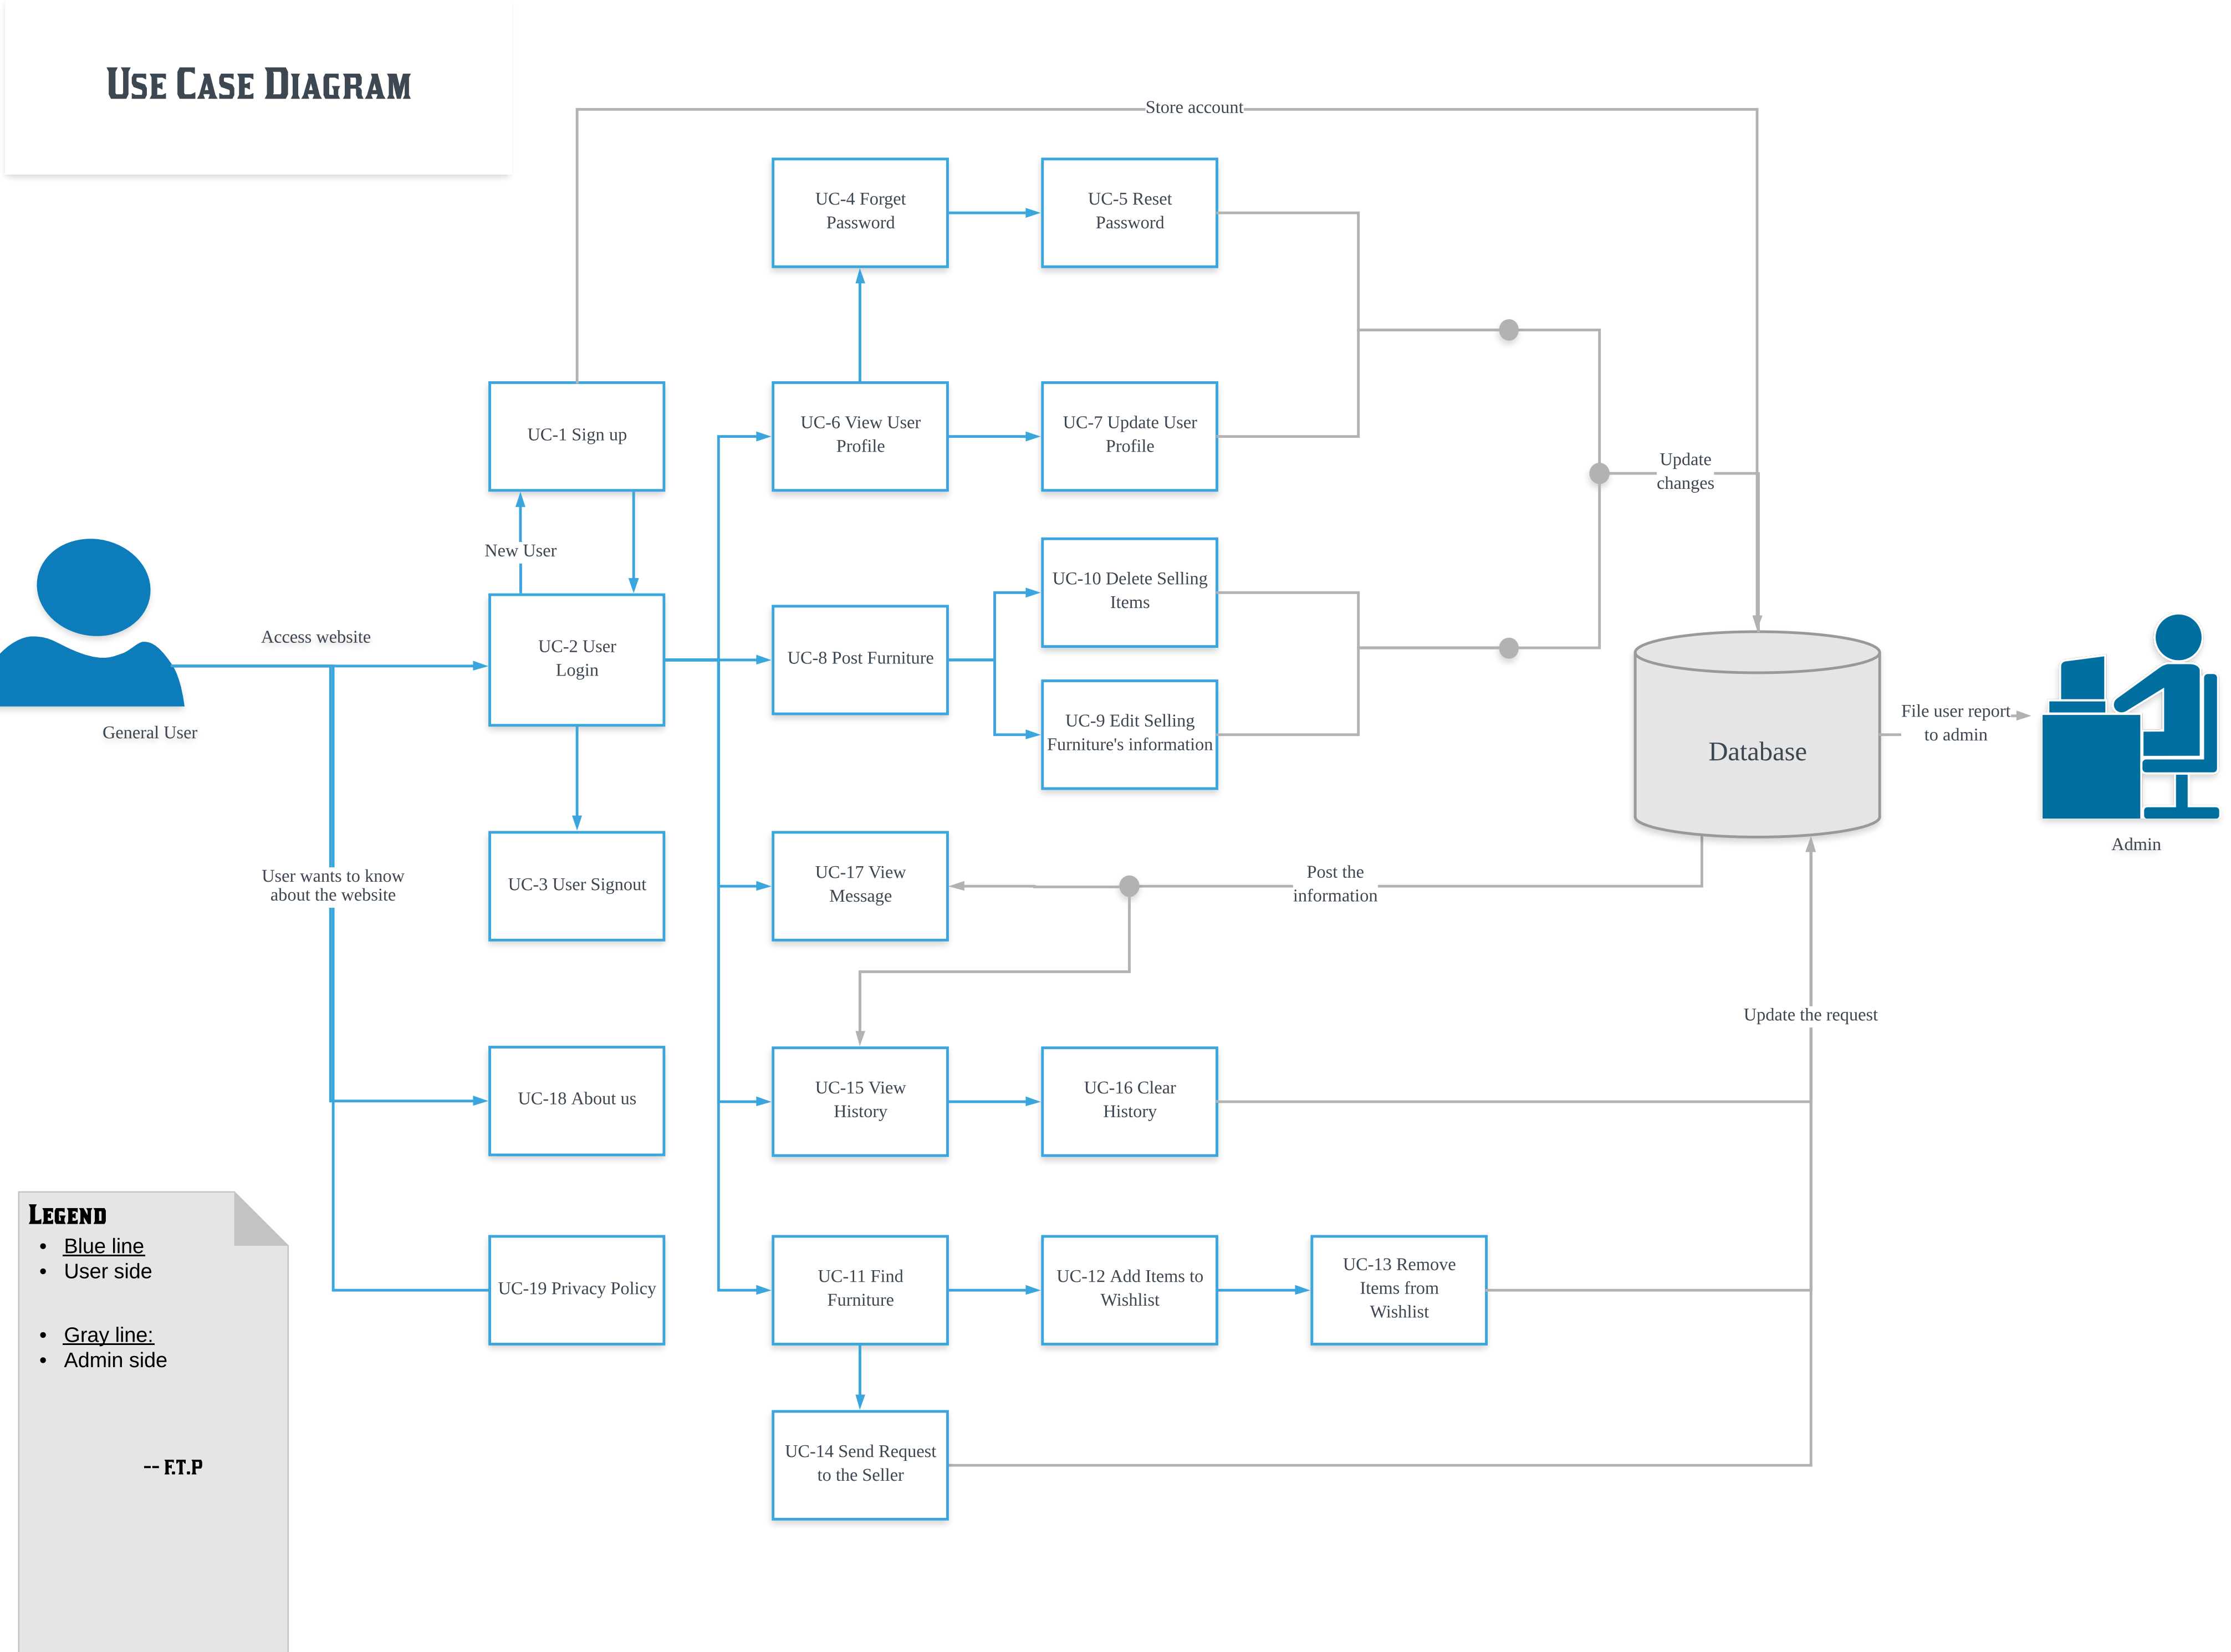 USE CASE DIAGRAM
Store account
UC-4 Forget
Password
UC-5 Reset
Password
UC-1 Sign up
UC-6 View User
Profile
UC-7 Update User
Profile
Update
changes
New User
UC-10 Delete Selling
Items
Access website
UC-2 User
Login
UC-8 Post Furniture
UC-9 Edit Selling
Furniture's information
General User
Database
File user report
to admin
Admin
User wants to know
about the website
UC-3 User Signout
UC-17 View
Message
Post the
information
Update the request
UC-18 About us
UC-15 View
History
UC-16 Clear
History
UC-19 Privacy Policy
UC-11 Find
Furniture
UC-12 Add Items to
Wishlist
UC-13 Remove
Items from
Wishlist
UC-14 Send Request
to the Seller
LEGEND
• Blue line
• User side
• Gray line:
• Admin side
-- F.T.P